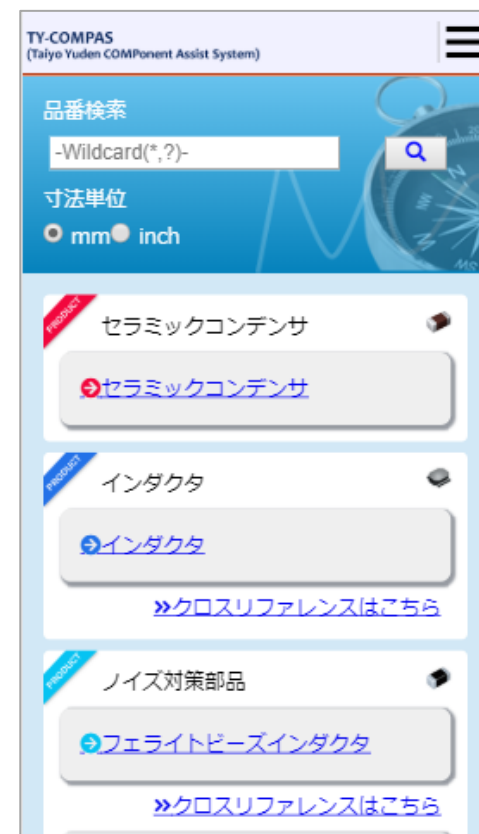 TY-COMPAS
(Taiyo Yuden COMPonent Assist System)
品番検索
-Wildcard(*,?)-
寸法単位
mm inch
PRODUCT
セラミックコンデンサ
セラミックコンデンサ
PRODUCT
インダクタ
インダクタ
»クロスリファレンスはこちら
PRODUCT
ノイズ対策部品
フェライトビーズインダクタ
»クロスリファレンスはこちら